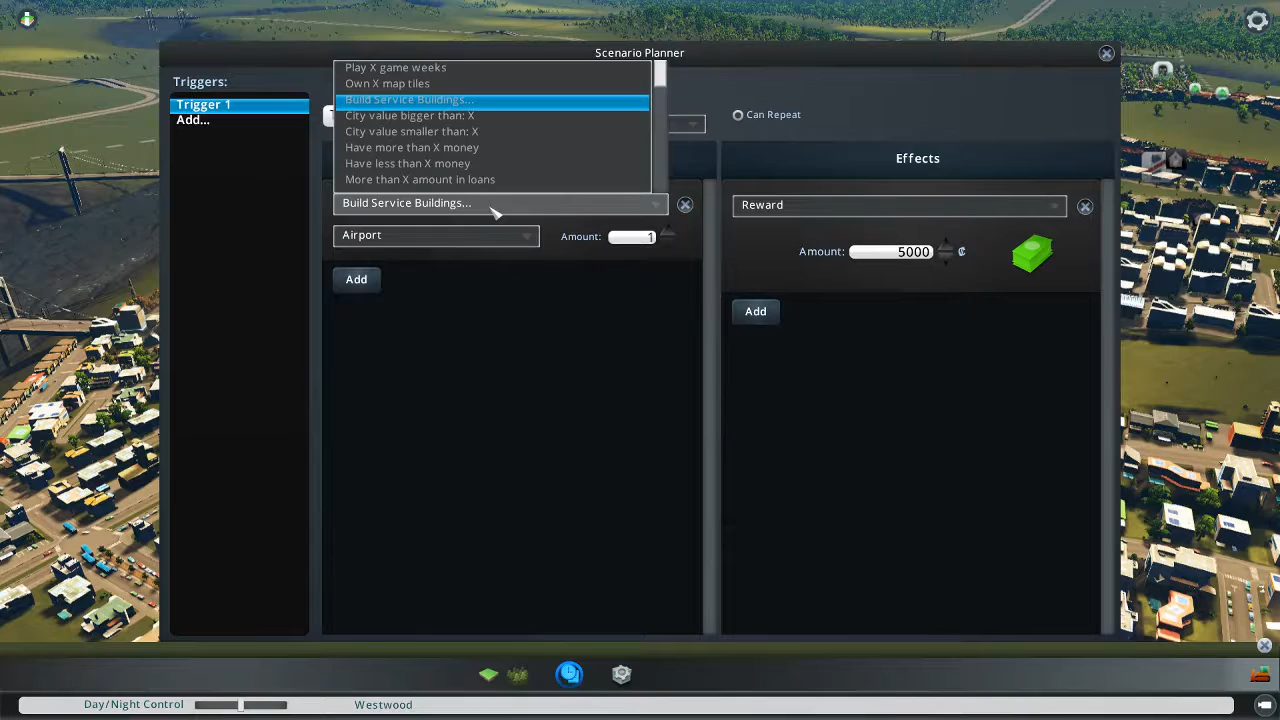 Scenario Planner
Triggers:
Trigger 1
Add...
Play X game weeks
Own X map tiles
Build Service Buildings...
City value bigger than: X
City value smaller than: X
Have more than X money
Have less than X money
More than X amount in loans
Build Service Buildings...
Airport
Amount: 1
Add
Can Repeat
Effects
Reward
Amount: 5000 ₡
Add
Day/Night Control
Westwood